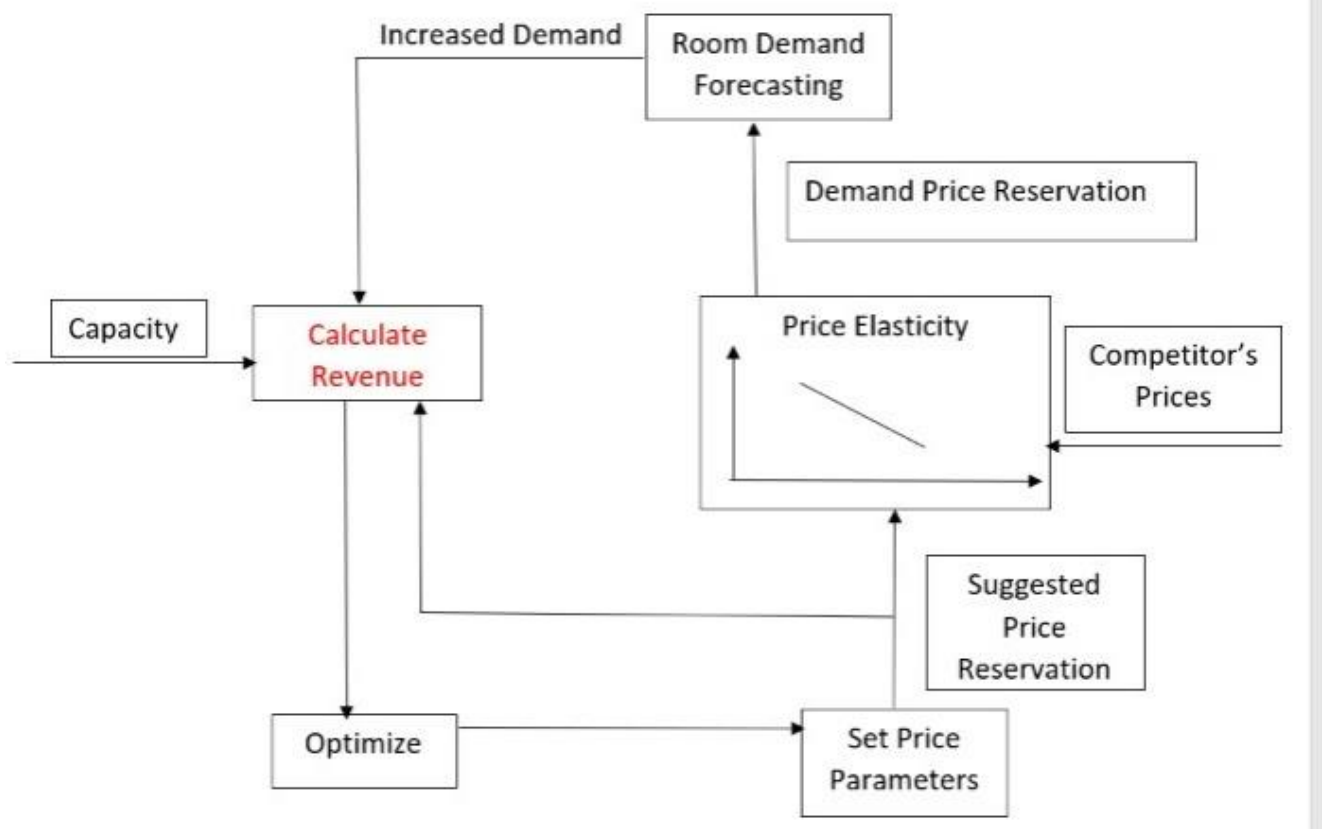 Increased Demand
Room Demand
Forecasting
Demand Price Reservation
Capacity
Calculate
Revenue
Price Elasticity
Competitor’s
Prices
Suggested
Price
Reservation
Optimize
Set Price
Parameters